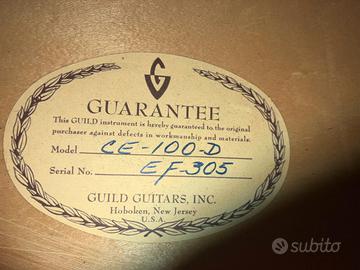 G
GUARANTEE
This GUILD instrument is hereby guaranteed to the original
purchaser against defects in workmanship and materials.
Model CE-100-D
Serial No. EF-305
GUILD GUITARS, INC.
Hoboken, New Jersey
U.S.A.
subito